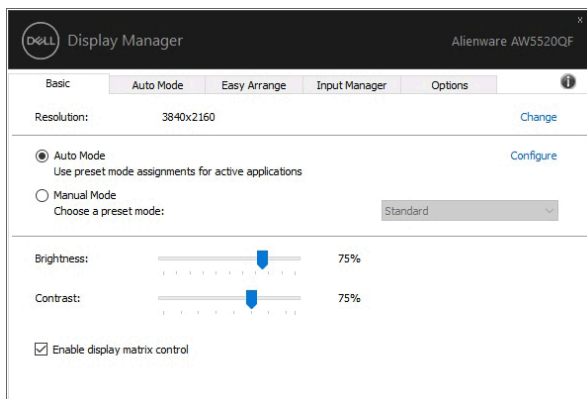 x
DELL Display Manager Alienware AW5520QF
Basic Auto Mode Easy Arrange Input Manager Options i
Resolution: 3840x2160 Change
Auto Mode Configure
Use preset mode assignments for active applications
Manual Mode
Choose a preset mode: Standard
Brightness: 75%
Contrast: 75%
Enable display matrix control